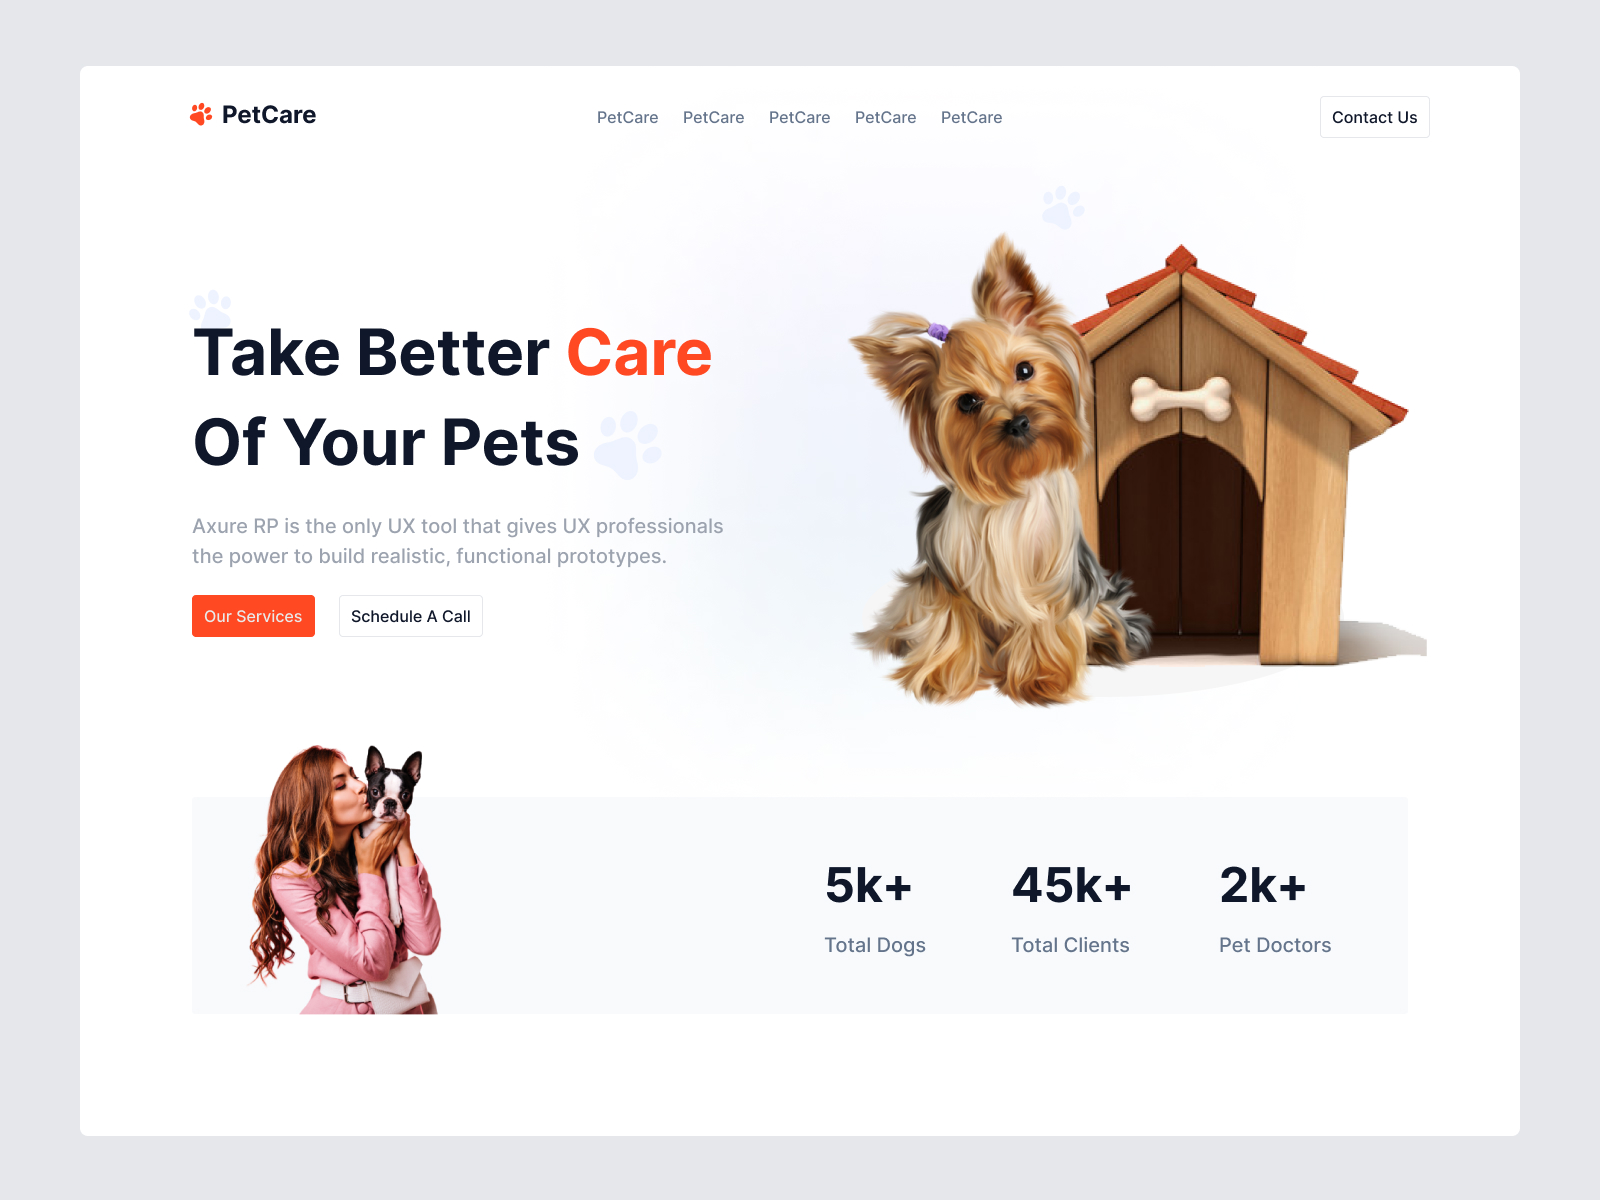 PetCare
PetCare PetCare PetCare PetCare PetCare
Contact Us
Take Better Care
Of Your Pets
Axure RP is the only UX tool that gives UX professionals
the power to build realistic, functional prototypes.
Our Services
Schedule A Call
5k+ 45k+ 2k+
Total Dogs Total Clients Pet Doctors